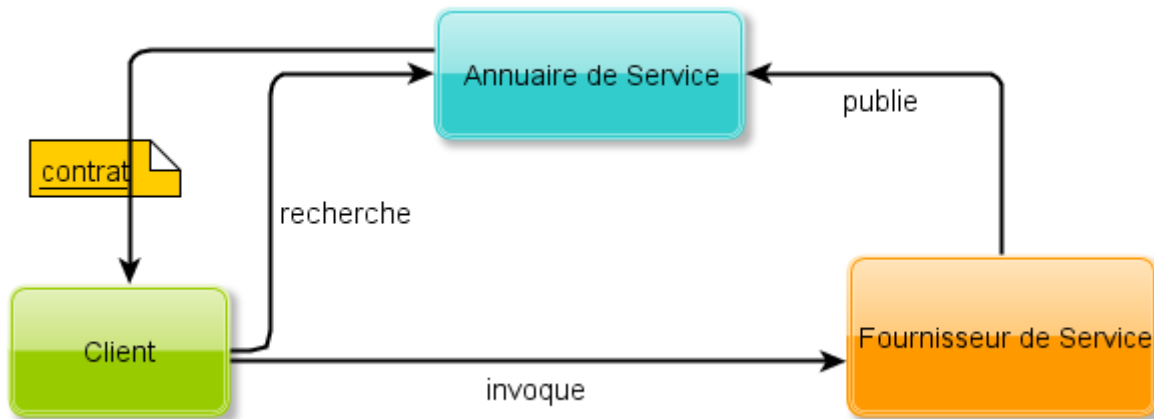 Annuaire de Service
publie
contrat
recherche
Client
Fournisseur de Service
invoque